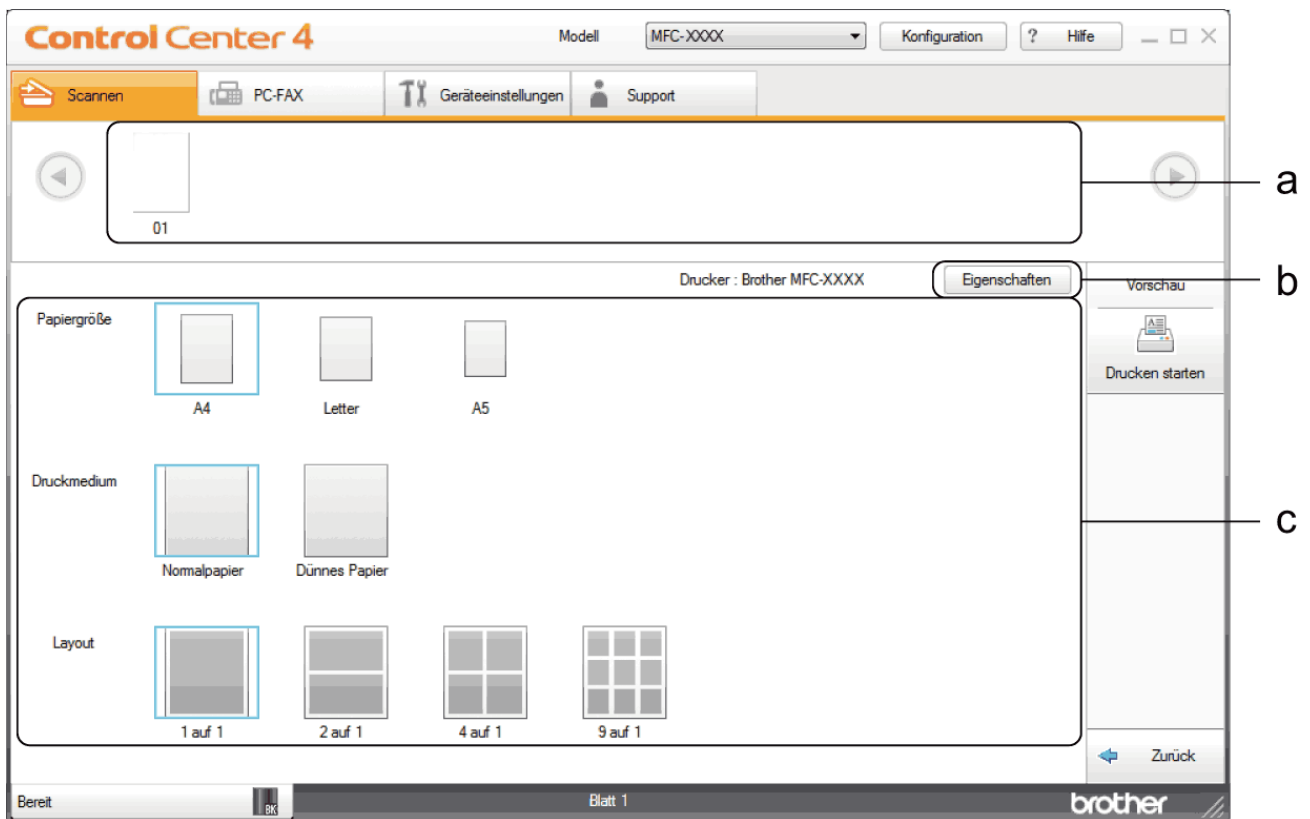 Control Center 4
Modell MFC-XXXX Konfiguration ? Hilfe
Scannen PC-FAX Geräteeinstellungen Support
a
01
Drucker : Brother MFC-XXXX Eigenschaften
b
Vorschau
Papiergröße
Drucken starten
A4 Letter A5
Druckmedium
c
Normalpapier Dünnes Papier
Layout
1 auf 1 2 auf 1 4 auf 1 9 auf 1
Zurück
Bereit BK Blatt 1 brother